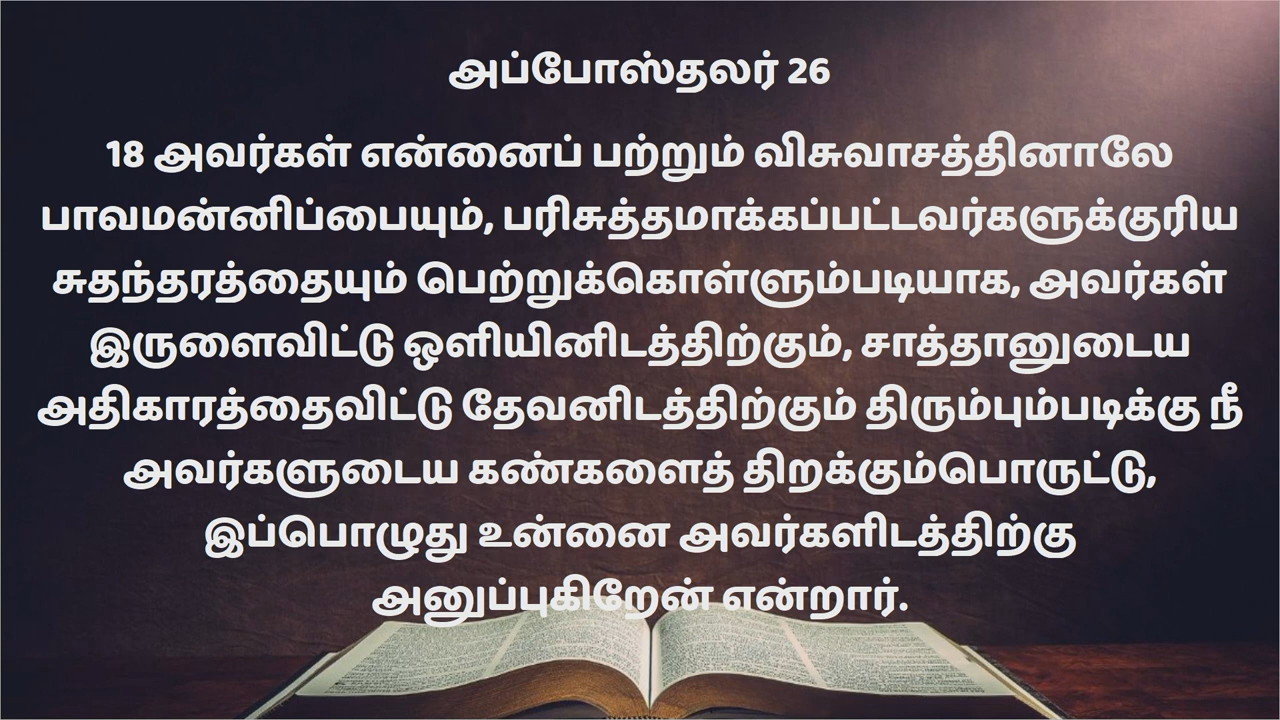 அப்போஸ்தலர் 26
18 அவர்கள் என்னைப் பற்றும் விசுவாசத்தினாலே
பாவமன்னிப்பையும், பரிசுத்தமாக்கப்பட்டவர்களுக்குரிய
சுதந்தரத்தையும் பெற்றுக்கொள்ளும்படியாக, அவர்கள்
இருளைவிட்டு ஒளியினிடத்திற்கும், சாத்தானுடைய
அதிகாரத்தைவிட்டு தேவனிடத்திற்கும் திரும்பும்படிக்கு நீ
அவர்களுடைய கண்களைத் திறக்கும்பொருட்டு,
இப்பொழுது உன்னை அவர்களிடத்திற்கு
அனுப்புகிறேன் என்றார்.